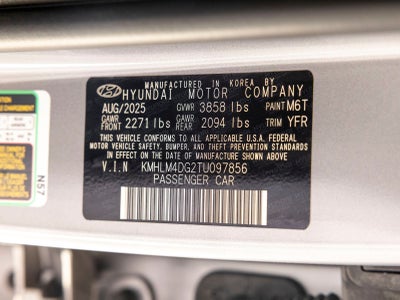 MANUFACTURED IN KOREA BY
HYUNDAI MOTOR COMPANY
AUG/2025 GVWR 3858 lbs PAINT M6T
GAWR FRONT 2271 lbs GAWR REAR 2094 lbs TRIM YFR
THIS VEHICLE CONFORMS TO ALL APPLICABLE U.S.A. FEDERAL
MOTOR VEHICLE SAFETY, BUMPER, AND THEFT PREVENTION
STANDARDS IN EFFECT ON THE DATE OF MANUFACTURE SHOWN ABOVE.
V.I.N KMHLM4DG2TU097856
PASSENGER CAR
N57